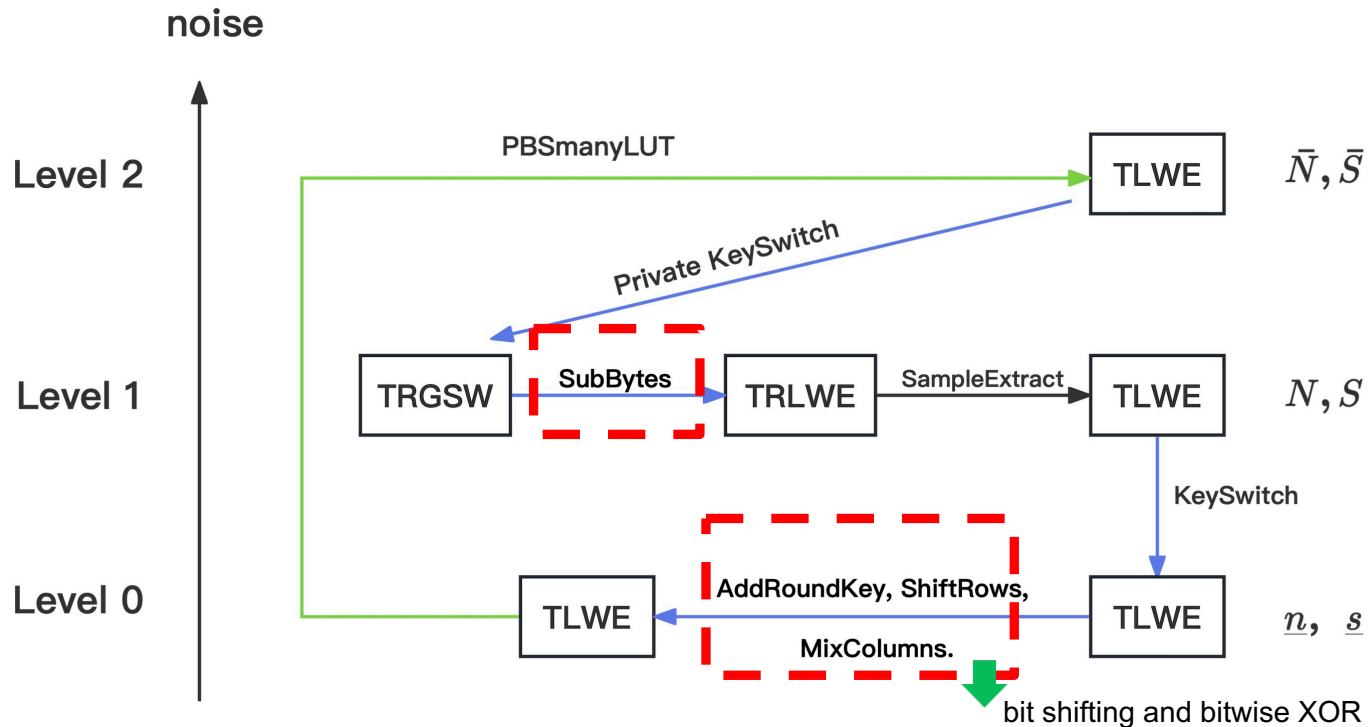 noise
Level 2
PBSmanyLUT
TLWE
N̄, S̄
Private KeySwitch
Level 1
TRGSW
SubBytes
TRLWE
SampleExtract
TLWE
N, S
KeySwitch
Level 0
TLWE
AddRoundKey, ShiftRows,
MixColumns.
TLWE
n̲, s̲
bit shifting and bitwise XOR